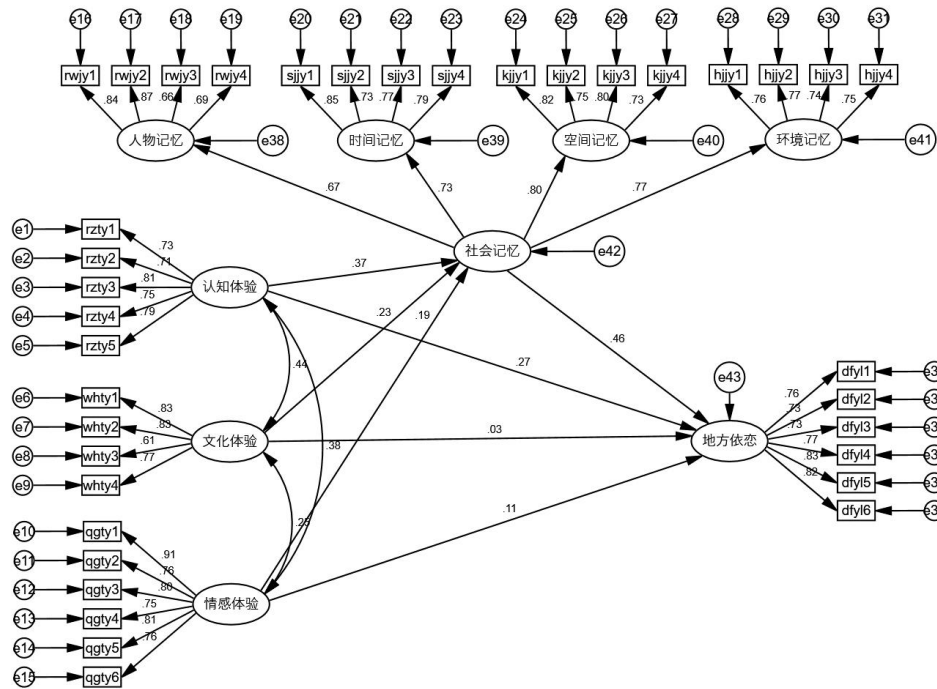 e16 e17 e18 e19 e20 e21 e22 e23 e24 e25 e26 e27 e28 e29 e30 e31
rwjy1 rwjy2 rwjy3 rwjy4 sjjy1 sjjy2 sjjy3 sjjy4 kjjy1 kjjy2 kjjy3 kjjy4 hjjy1 hjjy2 hjjy3 hjjy4
.84 .87 .66 .69 .85 .73 .77 .79 .82 .75 .80 .73 .76 .77 .74 .75
人物记忆 e38 时间记忆 e39 空间记忆 e40 环境记忆 e41
.67 .73 .80 .77
社会记忆 e42
e1 rzty1 .73
e2 rzty2 .71
e3 rzty3 .81
e4 rzty4 .75
e5 rzty5 .79
认知体验
.37
.23 .19
.46
.27
.44
e43
e6 whty1 .83
e7 whty2 .83
e8 whty3 .61
e9 whty4 .77
文化体验
.03
.38
地方依恋
.76 dfyl1 e3
.73 dfyl2 e3
.73 dfyl3 e3
.77 dfyl4 e3
.83 dfyl5 e3
.82 dfyl6 e3
.11
.25
e10 qgty1 .91
e11 qgty2 .76
e12 qgty3 .80
e13 qgty4 .75
e14 qgty5 .81
e15 qgty6 .76
情感体验